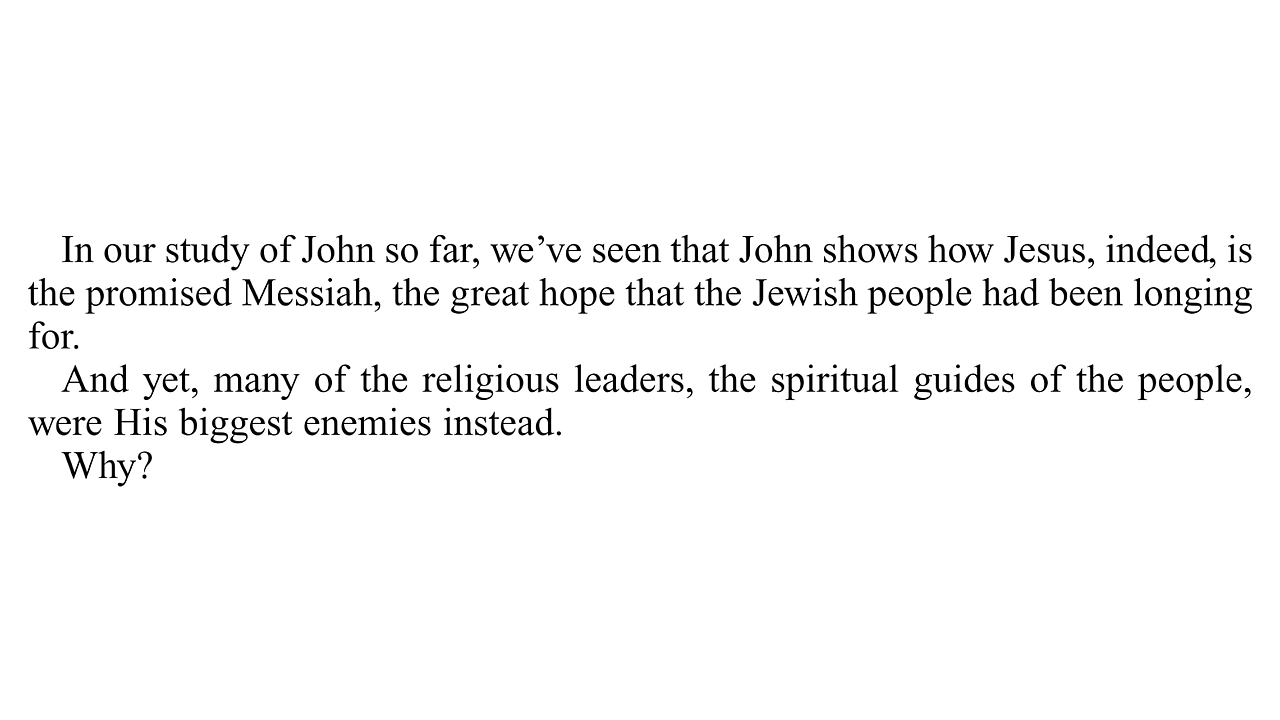 In our study of John so far, we’ve seen that John shows how Jesus, indeed, is
the promised Messiah, the great hope that the Jewish people had been longing
for.
And yet, many of the religious leaders, the spiritual guides of the people,
were His biggest enemies instead.
Why?